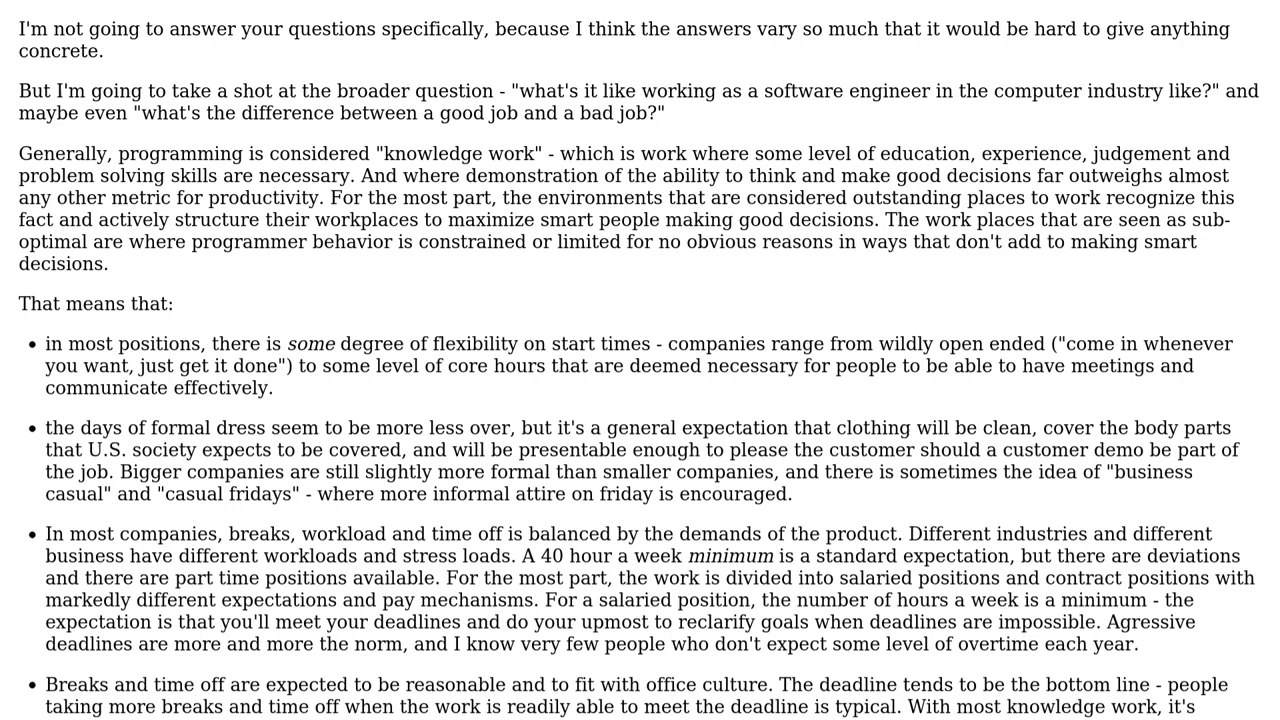 I'm not going to answer your questions specifically, because I think the answers vary so much that it would be hard to give anything
concrete.
But I'm going to take a shot at the broader question - "what's it like working as a software engineer in the computer industry like?" and
maybe even "what's the difference between a good job and a bad job?"
Generally, programming is considered "knowledge work" - which is work where some level of education, experience, judgement and
problem solving skills are necessary. And where demonstration of the ability to think and make good decisions far outweighs almost
any other metric for productivity. For the most part, the environments that are considered outstanding places to work recognize this
fact and actively structure their workplaces to maximize smart people making good decisions. The work places that are seen as sub-
optimal are where programmer behavior is constrained or limited for no obvious reasons in ways that don't add to making smart
decisions.
That means that:
• in most positions, there is some degree of flexibility on start times - companies range from wildly open ended ("come in whenever
you want, just get it done") to some level of core hours that are deemed necessary for people to be able to have meetings and
communicate effectively.
• the days of formal dress seem to be more less over, but it's a general expectation that clothing will be clean, cover the body parts
that U.S. society expects to be covered, and will be presentable enough to please the customer should a customer demo be part of
the job. Bigger companies are still slightly more formal than smaller companies, and there is sometimes the idea of "business
casual" and "casual fridays" - where more informal attire on friday is encouraged.
• In most companies, breaks, workload and time off is balanced by the demands of the product. Different industries and different
business have different workloads and stress loads. A 40 hour a week minimum is a standard expectation, but there are deviations
and there are part time positions available. For the most part, the work is divided into salaried positions and contract positions with
markedly different expectations and pay mechanisms. For a salaried position, the number of hours a week is a minimum - the
expectation is that you'll meet your deadlines and do your upmost to reclarify goals when deadlines are impossible. Agressive
deadlines are more and more the norm, and I know very few people who don't expect some level of overtime each year.
• Breaks and time off are expected to be reasonable and to fit with office culture. The deadline tends to be the bottom line - people
taking more breaks and time off when the work is readily able to meet the deadline is typical. With most knowledge work, it's